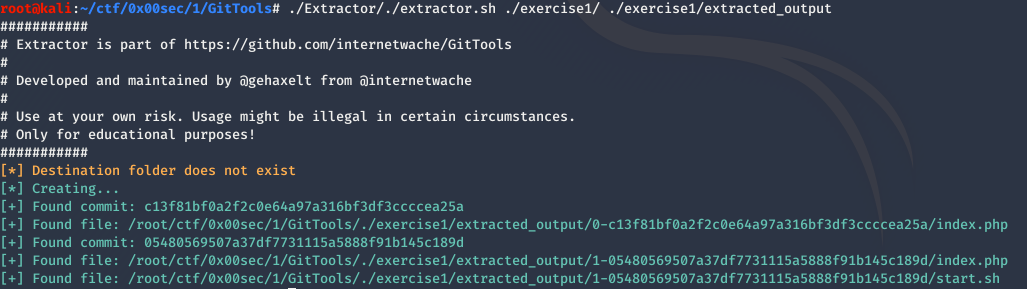 root@kali:~/ctf/0x00sec/1/GitTools# ./Extractor/./extractor.sh ./exercise1/ ./exercise1/extracted_output
###########
# Extractor is part of https://github.com/internetwache/GitTools
#
# Developed and maintained by @gehaxelt from @internetwache
#
# Use at your own risk. Usage might be illegal in certain circumstances.
# Only for educational purposes!
###########
[*] Destination folder does not exist
[*] Creating...
[+] Found commit: c13f81bf0a2f2c0e64a97a316bf3df3ccccea25a
[+] Found file: /root/ctf/0x00sec/1/GitTools/./exercise1/extracted_output/0-c13f81bf0a2f2c0e64a97a316bf3df3ccccea25a/index.php
[+] Found commit: 05480569507a37df7731115a5888f91b145c189d
[+] Found file: /root/ctf/0x00sec/1/GitTools/./exercise1/extracted_output/1-05480569507a37df7731115a5888f91b145c189d/index.php
[+] Found file: /root/ctf/0x00sec/1/GitTools/./exercise1/extracted_output/1-05480569507a37df7731115a5888f91b145c189d/start.sh